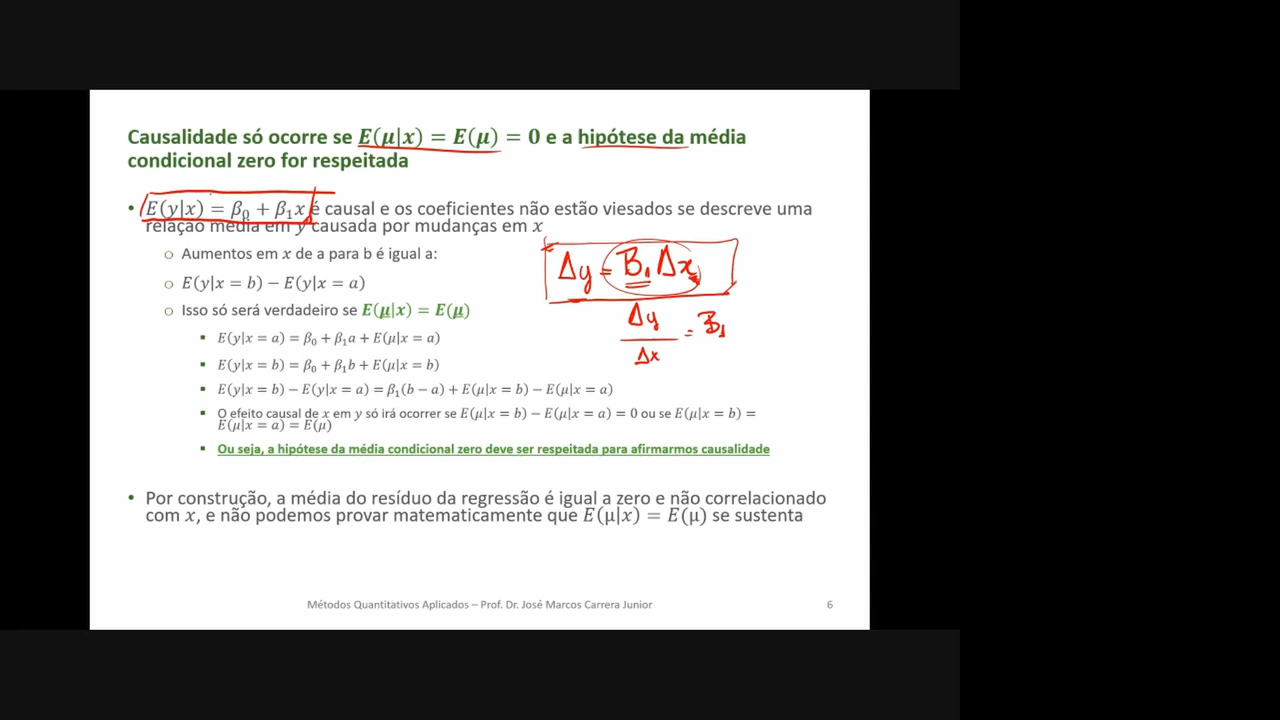 Causalidade só ocorre se E(μ|x) = E(μ) = 0 e a hipótese da média
condicional zero for respeitada
• E(y|x) = β₀ + β₁x é causal e os coeficientes não estão viesados se descreve uma
relação média em y causada por mudanças em x
o Aumentos em x de a para b é igual a:
Δy = B₁Δx
o E(y|x = b) − E(y|x = a)
o Isso só será verdadeiro se E(μ|x) = E(μ)
Δy/Δx = B₁
▪ E(y|x = a) = β₀ + β₁a + E(μ|x = a)
▪ E(y|x = b) = β₀ + β₁b + E(μ|x = b)
▪ E(y|x = b) − E(y|x = a) = β₁(b − a) + E(μ|x = b) − E(μ|x = a)
▪ O efeito causal de x em y só irá ocorrer se E(μ|x = b) − E(μ|x = a) = 0 ou se E(μ|x = b) =
E(μ|x = a) = E(μ)
▪ Ou seja, a hipótese da média condicional zero deve ser respeitada para afirmarmos causalidade
• Por construção, a média do resíduo da regressão é igual a zero e não correlacionado
com x, e não podemos provar matematicamente que E(μ|x) = E(μ) se sustenta
Métodos Quantitativos Aplicados – Prof. Dr. José Marcos Carrera Junior
6